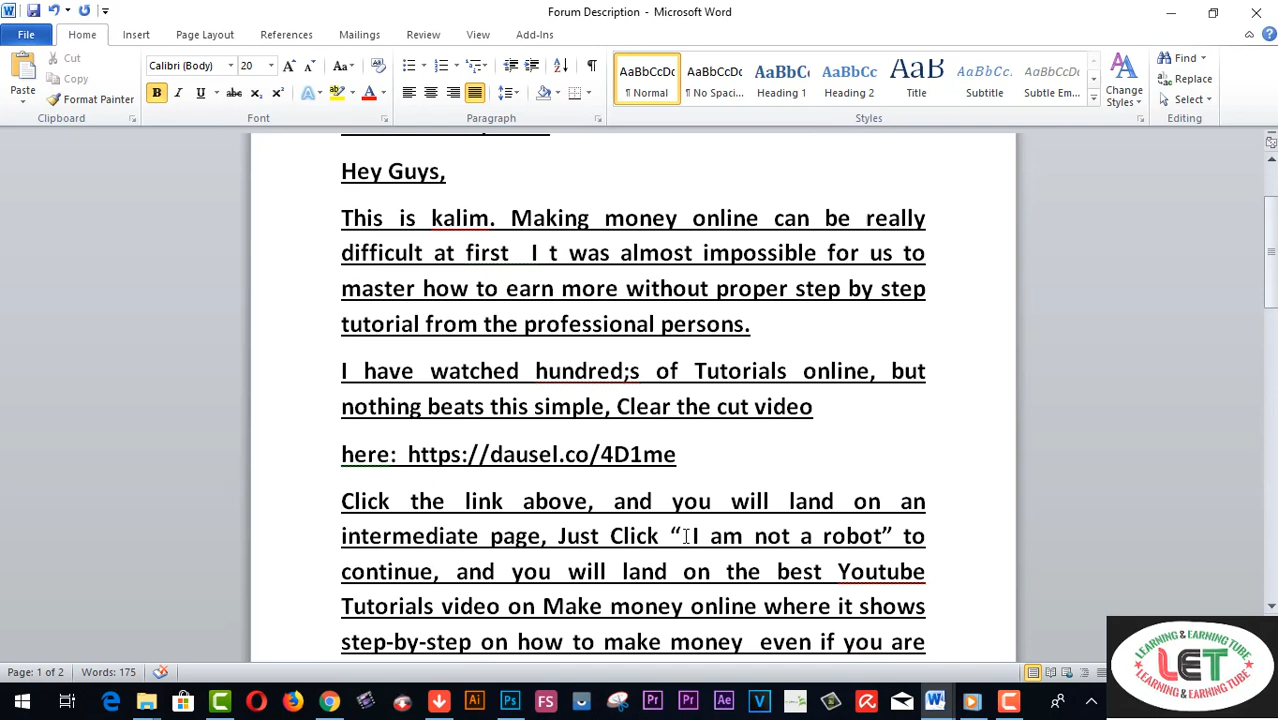 Forum Description - Microsoft Word
File Home Insert Page Layout References Mailings Review View Add-Ins
Paste
Cut
Copy
Format Painter
Calibri (Body) 20
AaBbCcDc AaBbCcDc AaBbC AaBbCc AaB AaBbCcL AaBbCcDc
¶ Normal ¶ No Spaci... Heading 1 Heading 2 Title Subtitle Subtle Em...
Change Styles
Find
Replace
Select
Clipboard Font Paragraph Styles Editing
Hey Guys,
This is kalim. Making money online can be really
difficult at first I t was almost impossible for us to
master how to earn more without proper step by step
tutorial from the professional persons.
I have watched hundred;s of Tutorials online, but
nothing beats this simple, Clear the cut video
here: https://dausel.co/4D1me
Click the link above, and you will land on an
intermediate page, Just Click “I am not a robot” to
continue, and you will land on the best Youtube
Tutorials video on Make money online where it shows
step-by-step on how to make money even if you are
Page: 1 of 2 Words: 175
LEARNING & EARNING TUBE
LET
LEARNING & EARNING TUBE